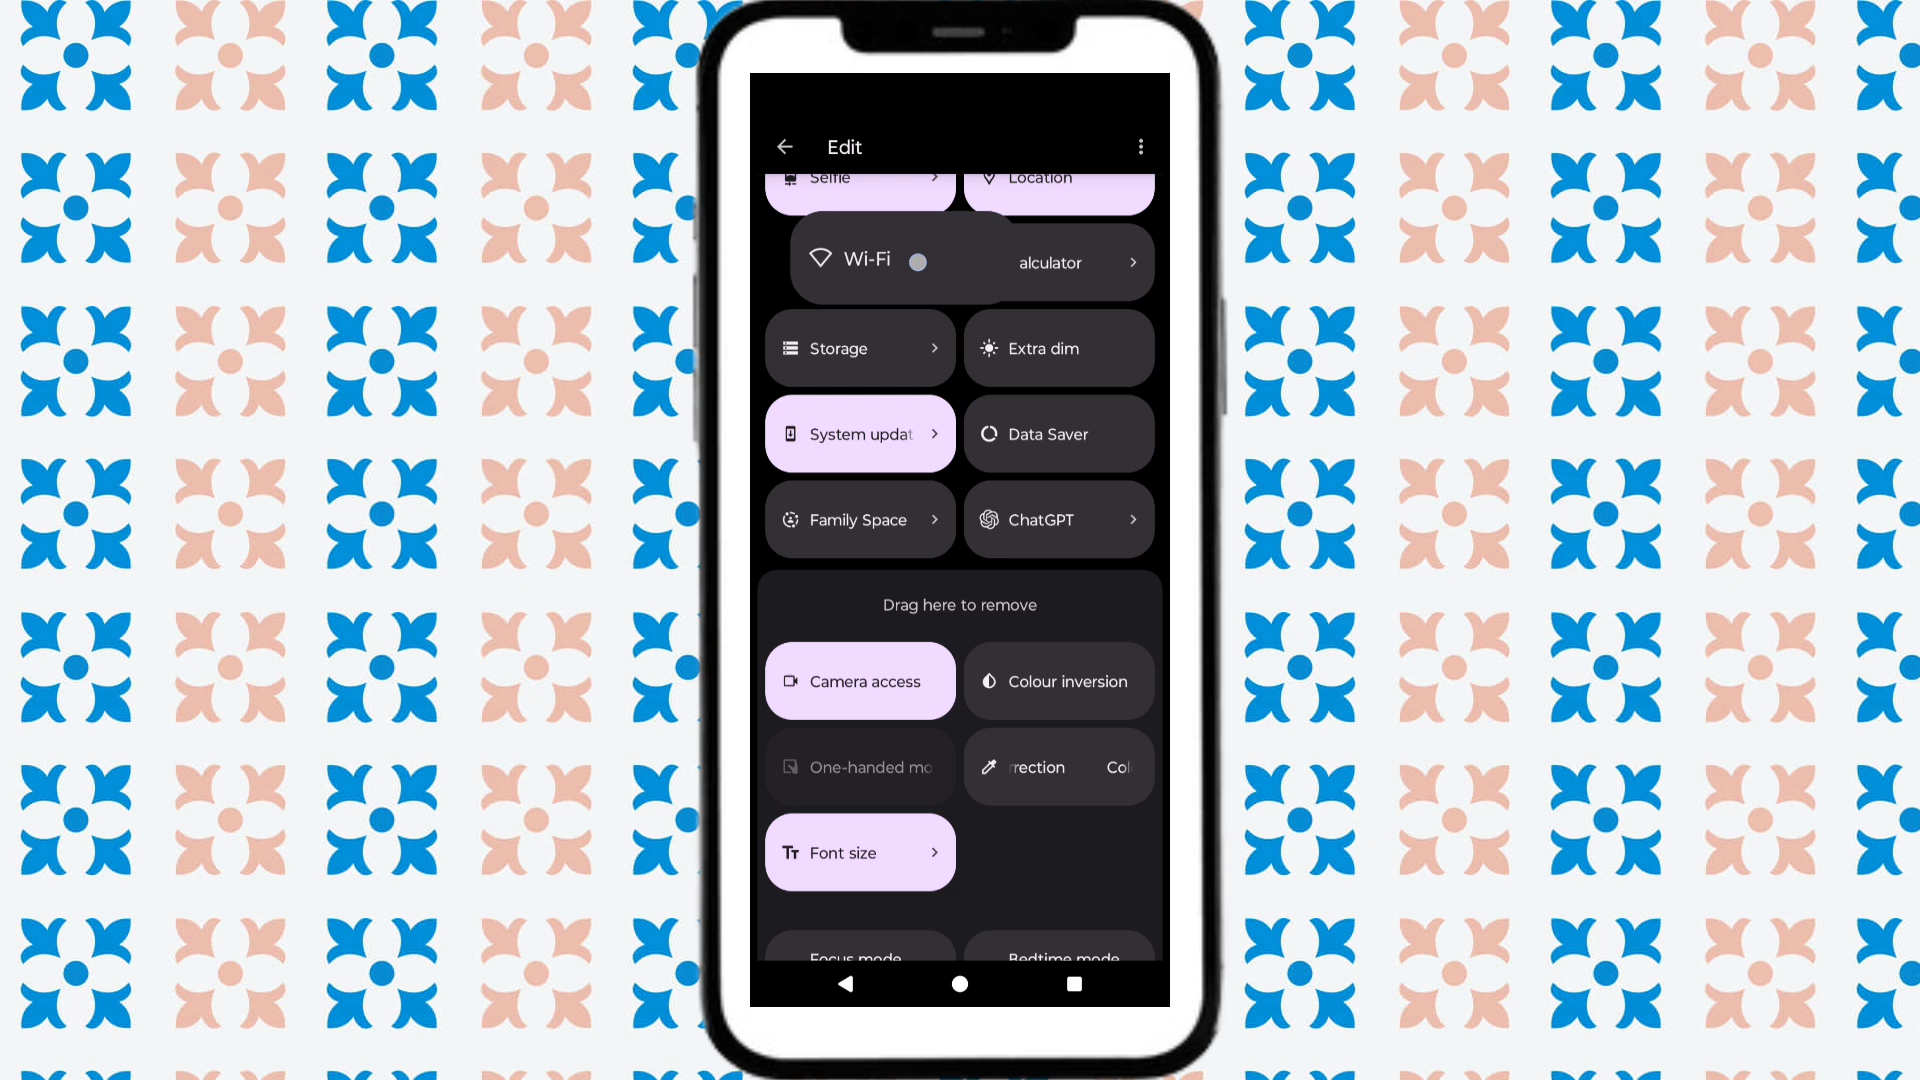 Edit
Selfie
Location
Wi-Fi
alculator
Storage
Extra dim
System updat
Data Saver
Family Space
ChatGPT
Drag here to remove
Camera access
Colour inversion
One-handed mo
rrection Col
Font size
Focus mode
Bedtime mode